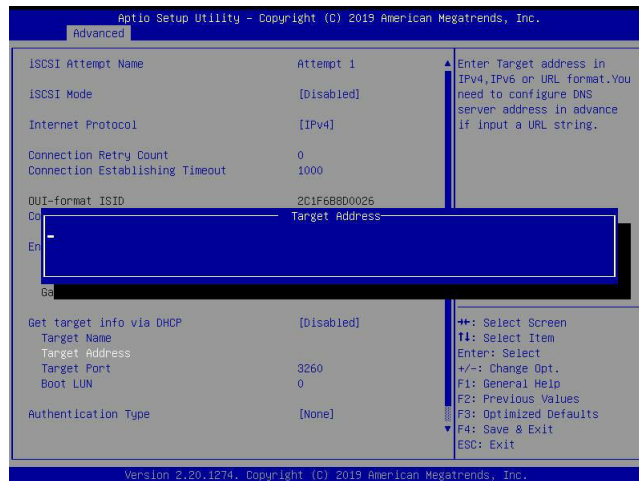 Aptio Setup Utility – Copyright (C) 2019 American Megatrends, Inc.
Advanced
iSCSI Attempt Name Attempt 1
iSCSI Mode [Disabled]
Internet Protocol [IPv4]
Connection Retry Count 0
Connection Establishing Timeout 1000
OUI-format ISID 2C1F6B8D0026
Co
En
Ga
Target Address
Get target info via DHCP [Disabled]
Target Name
Target Address
Target Port 3260
Boot LUN 0
Authentication Type [None]
Enter Target address in
IPv4,IPv6 or URL format.You
need to configure DNS
server address in advance
if input a URL string.
→←: Select Screen
↑↓: Select Item
Enter: Select
+/-: Change Opt.
F1: General Help
F2: Previous Values
F3: Optimized Defaults
F4: Save & Exit
ESC: Exit
Version 2.20.1274. Copyright (C) 2019 American Megatrends, Inc.